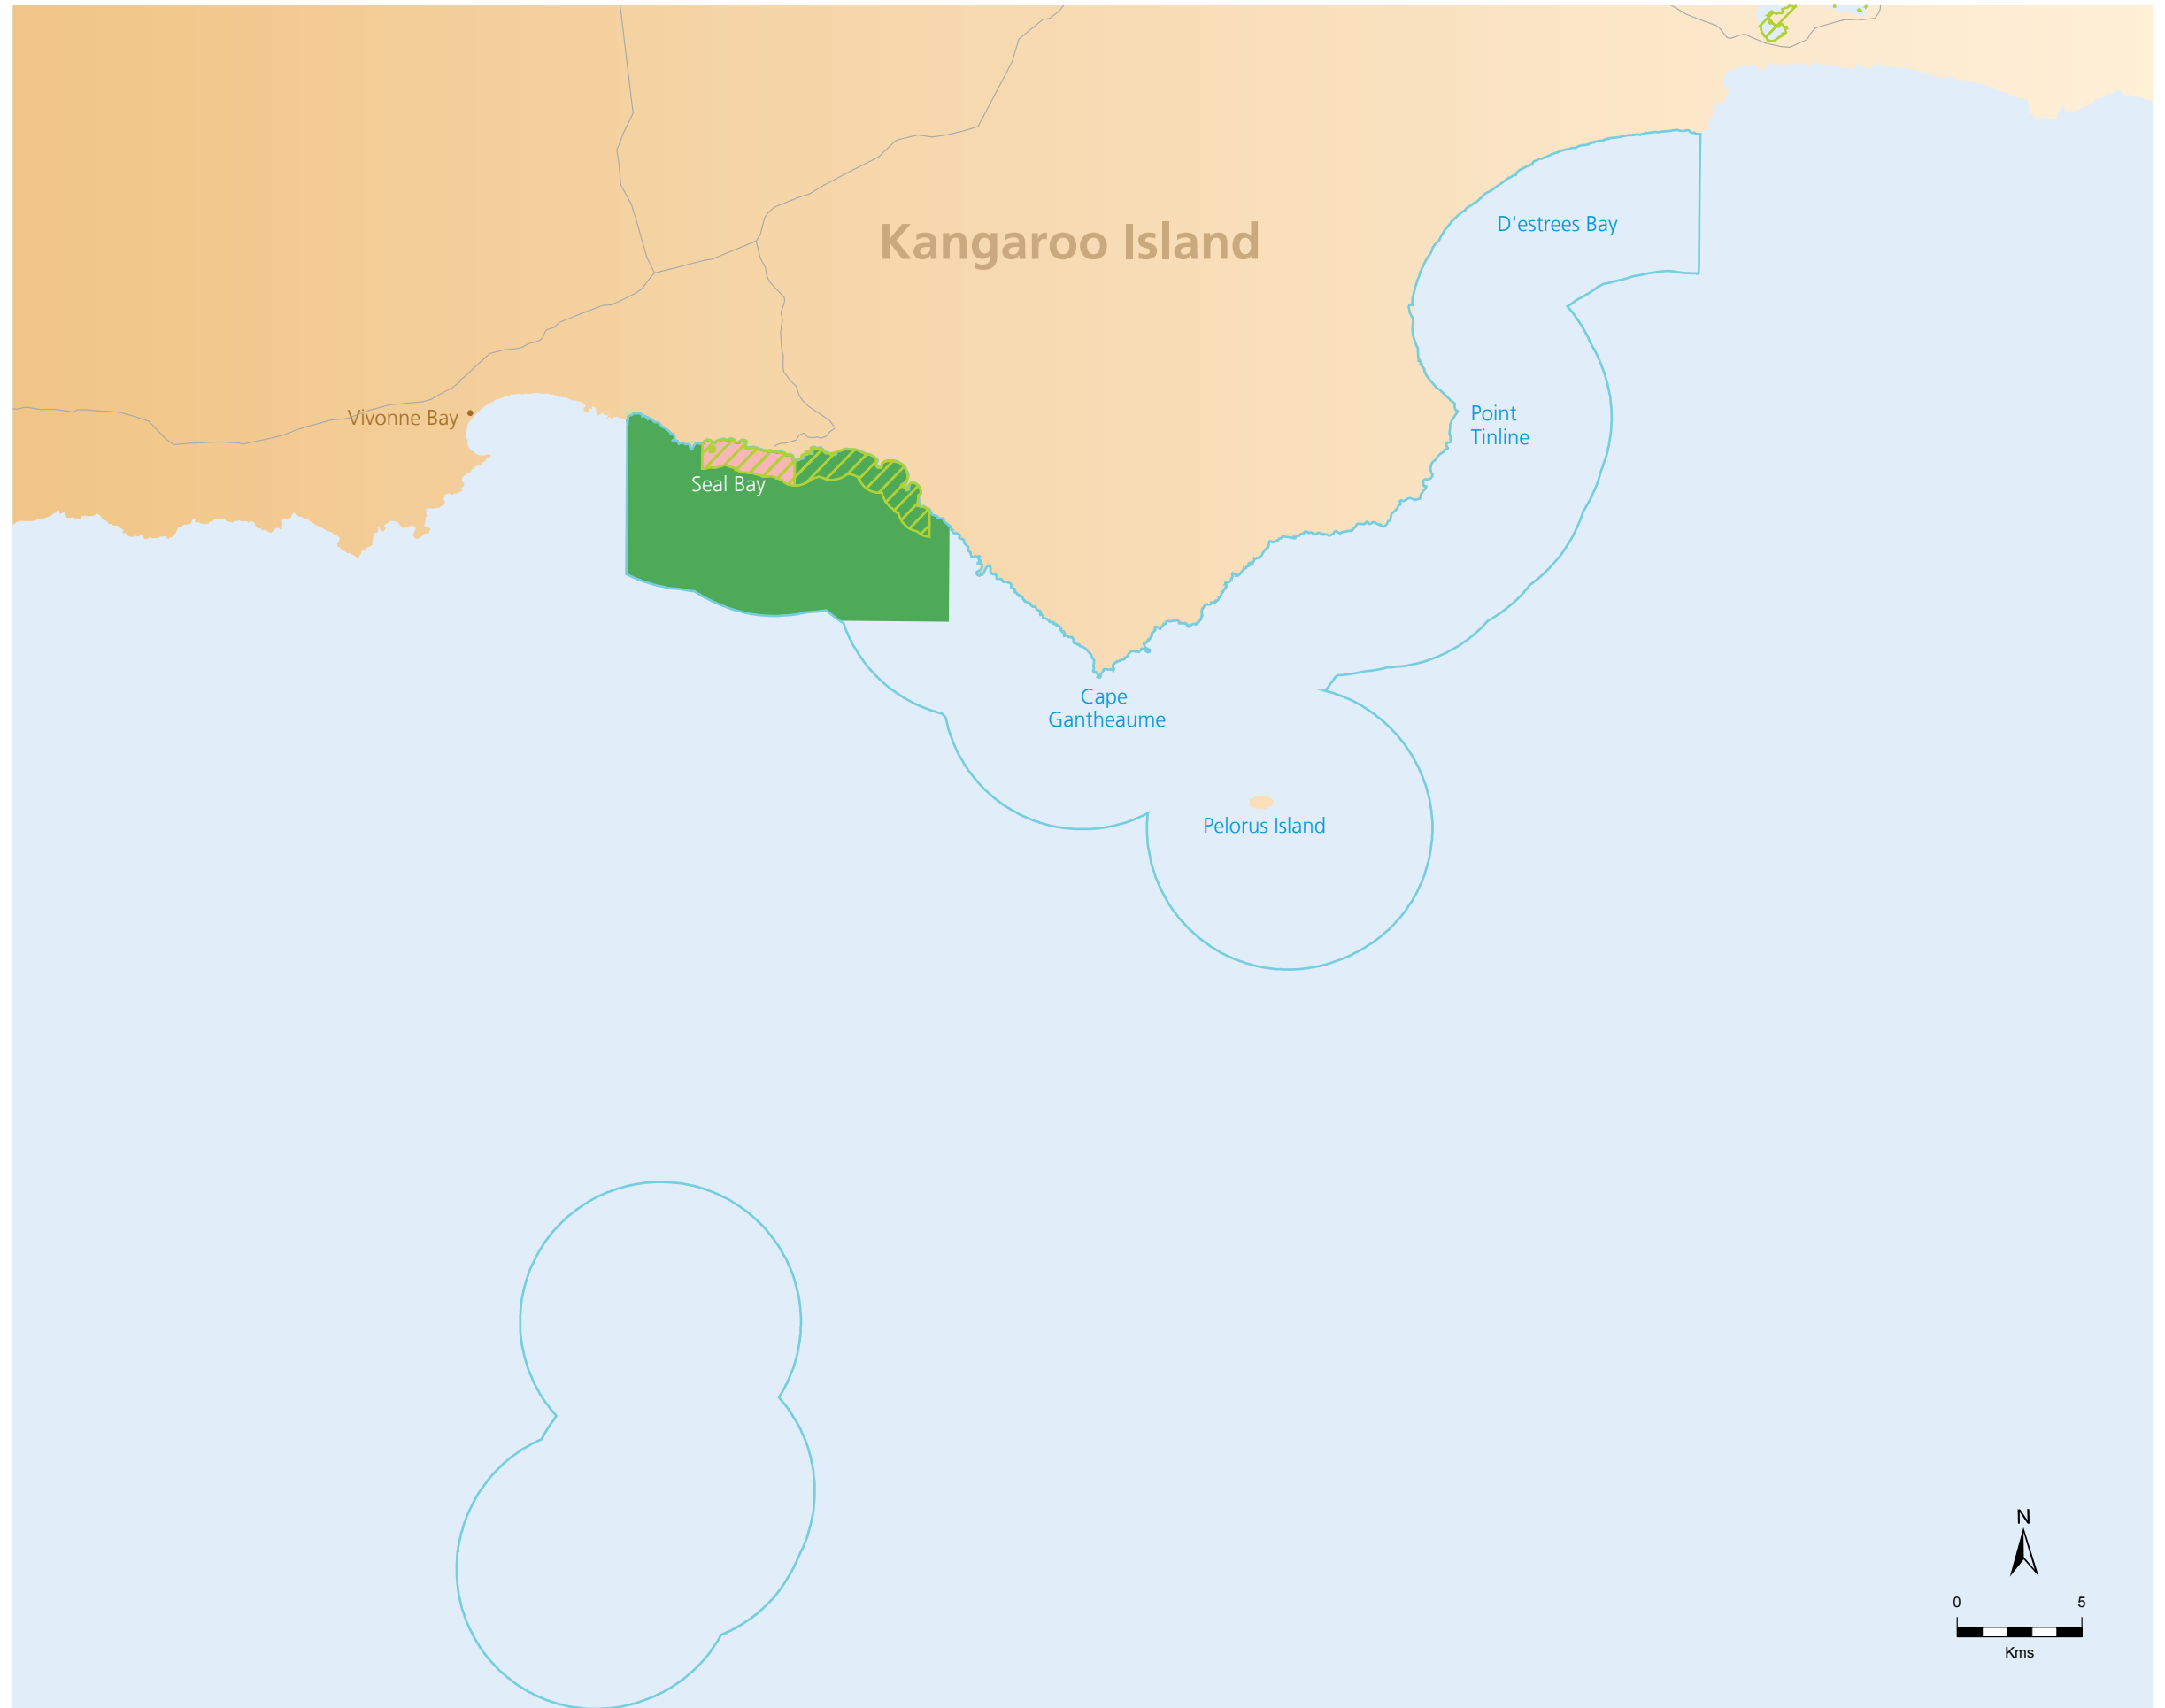 D'estrees Bay
Kangaroo Island
Vivonne Bay
Point
Tinline
Seal Bay
Cape
Gantheaume
Pelorus Island
N
0 5
Kms